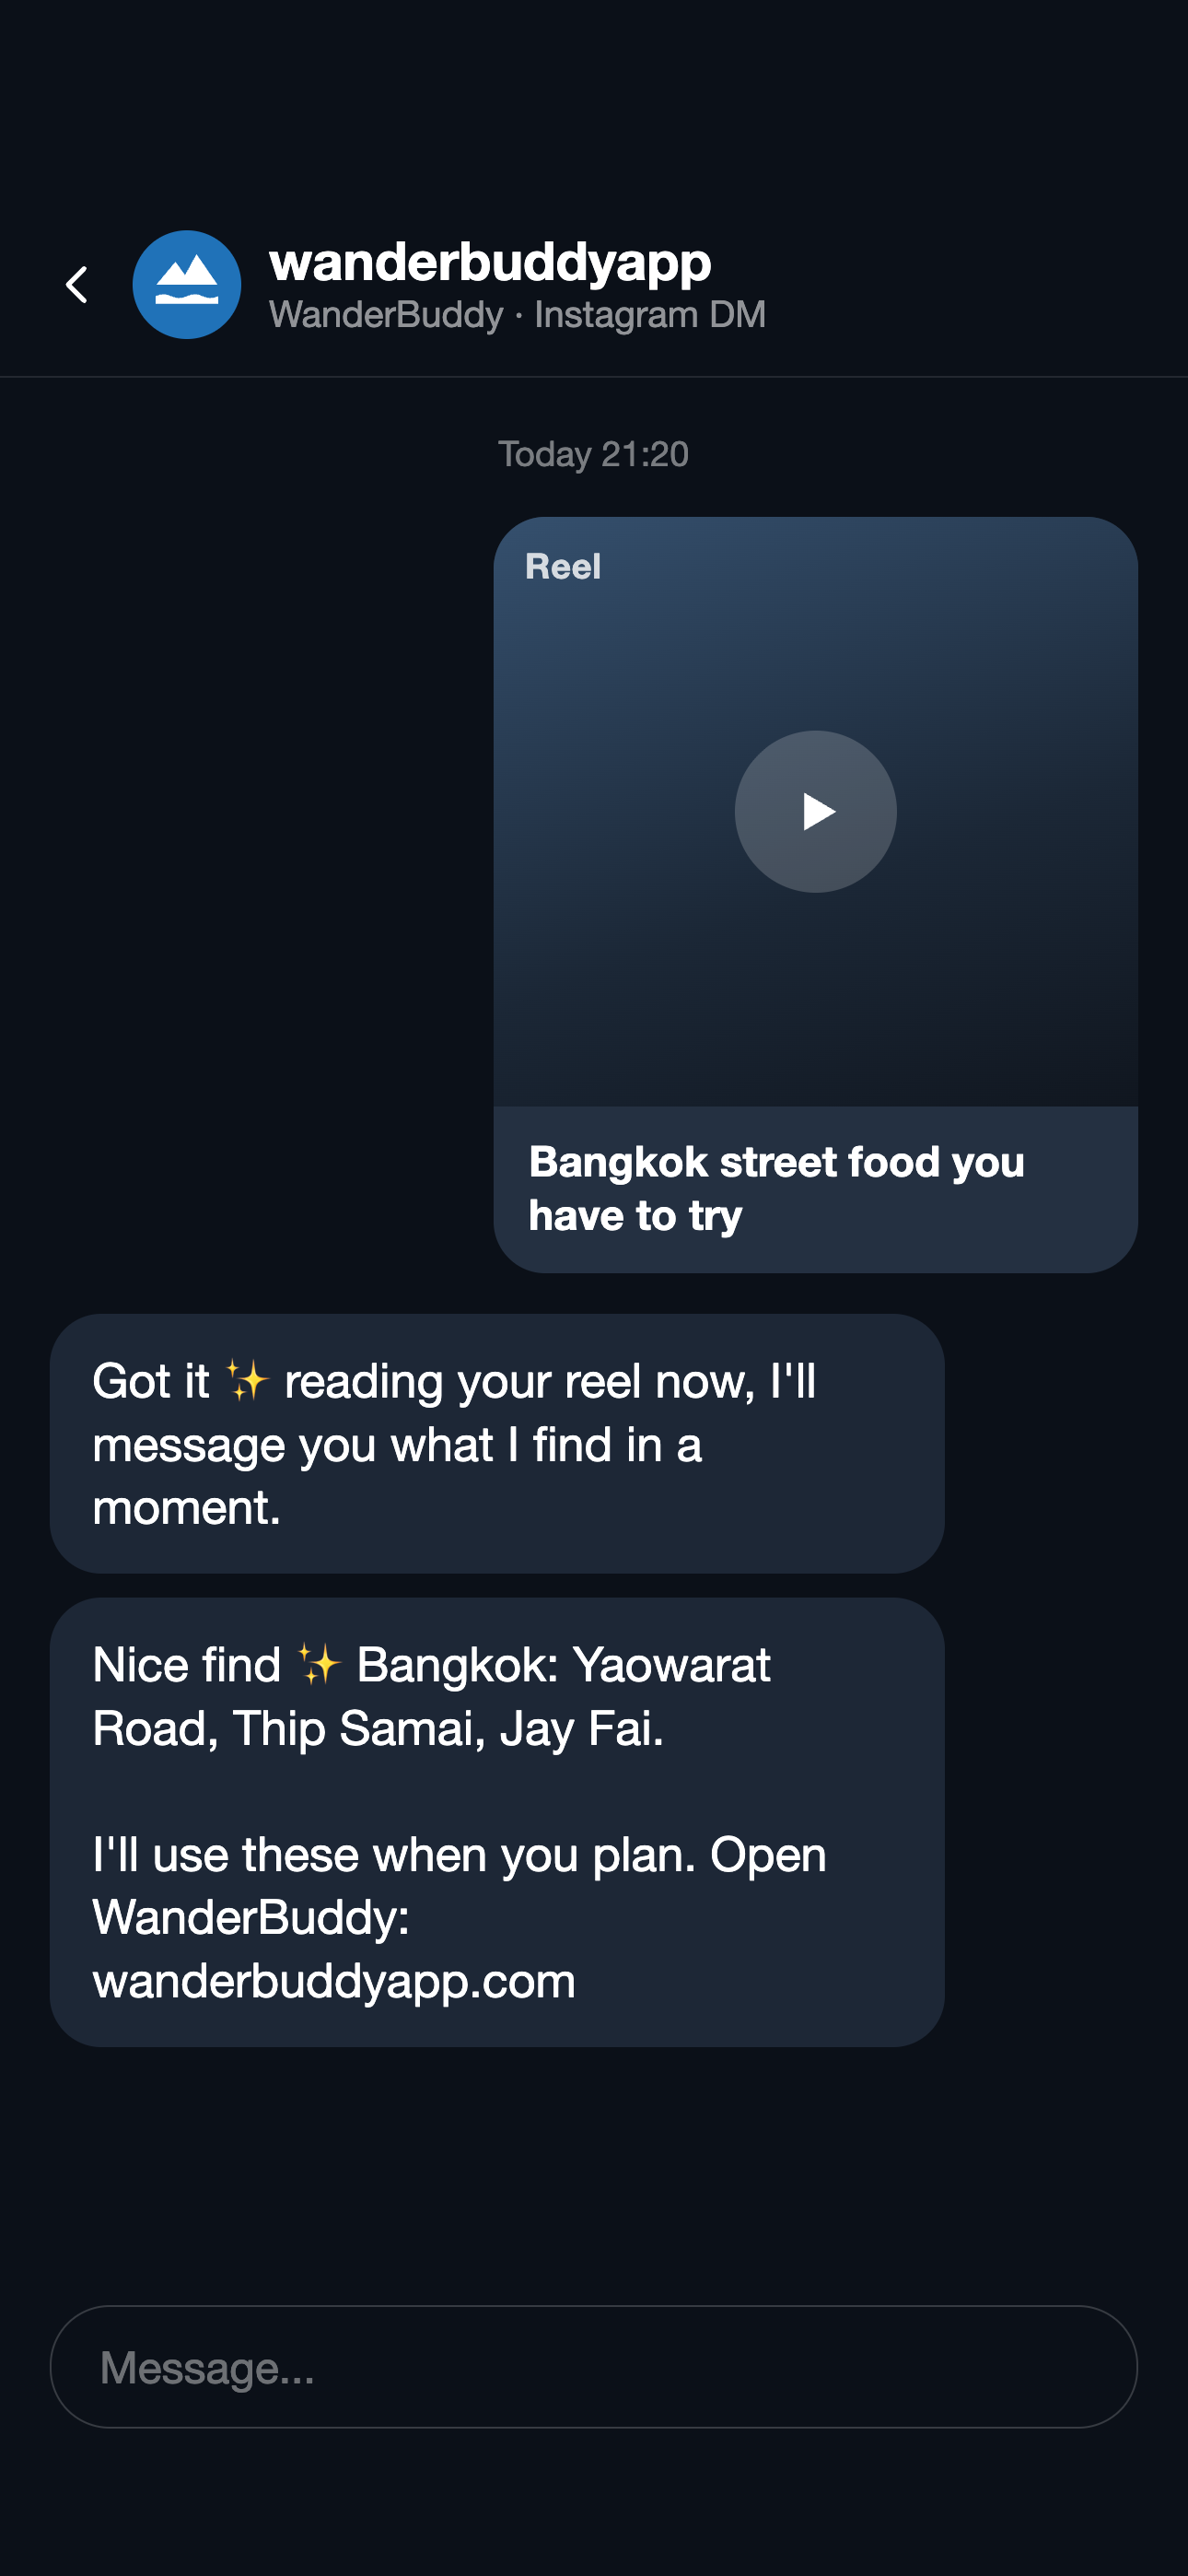 wanderbuddyapp
WanderBuddy · Instagram DM
Today 21:20
Reel
Bangkok street food you
have to try
Got it ✨ reading your reel now, I'll
message you what I find in a
moment.
Nice find ✨ Bangkok: Yaowarat
Road, Thip Samai, Jay Fai.
I'll use these when you plan. Open
WanderBuddy:
wanderbuddyapp.com
Message...